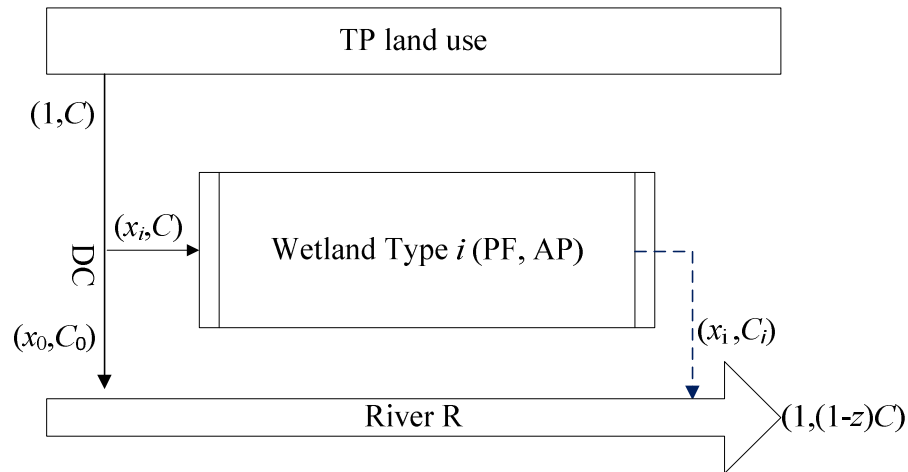 TP land use
(1,C)
(xᵢ,C)
Wetland Type i (PF, AP)
DC
(x₀,C₀)
(xᵢ,Cᵢ)
River R
(1,(1-z)C)